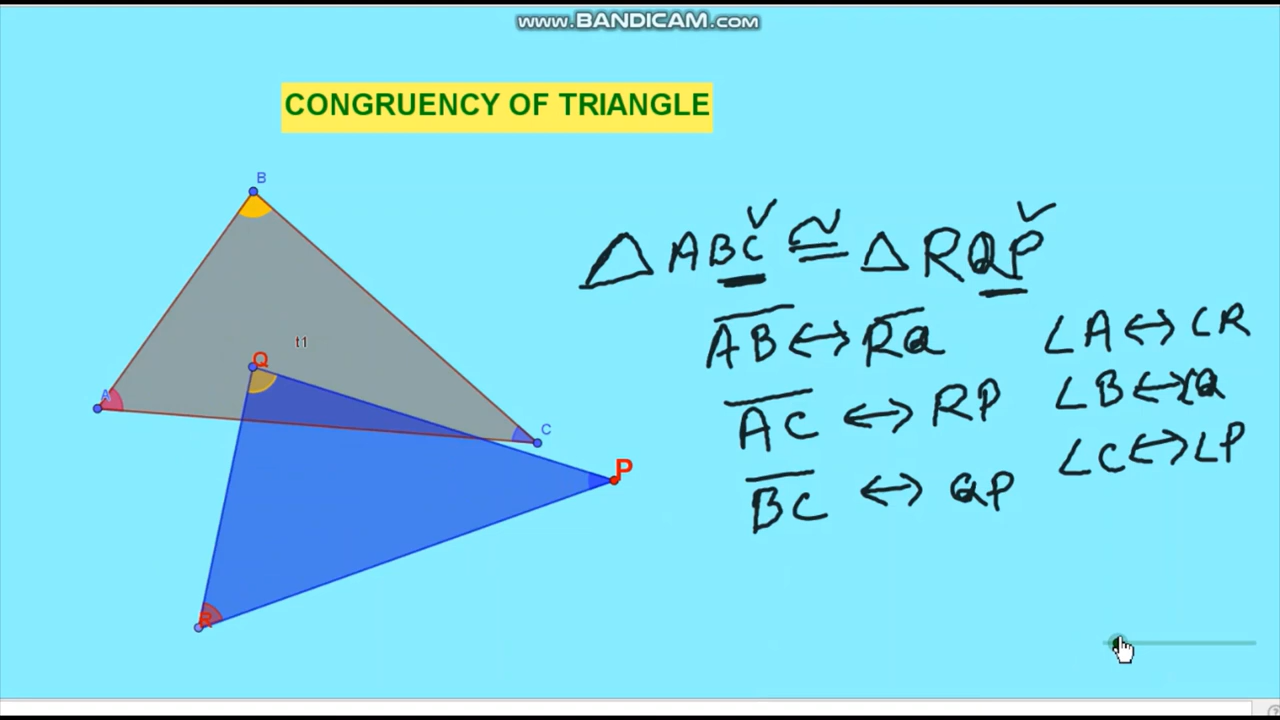 www.BANDICAM.com
CONGRUENCY OF TRIANGLE
B
△ ABC ≅ △ RQP
AB ↔ RQ
∠A ↔ ∠R
t1
Q
A
AC ↔ RP
∠B ↔ ∠Q
C
∠C ↔ ∠P
P
BC ↔ QP
R